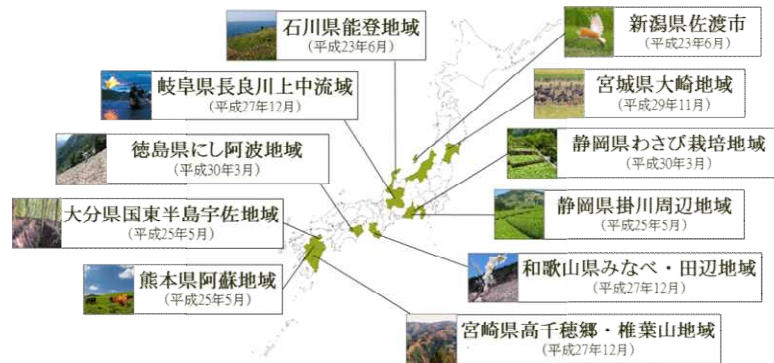 石川県能登地域
(平成23年6月)
新潟県佐渡市
(平成23年6月)
岐阜県長良川上中流域
(平成27年12月)
宮城県大崎地域
(平成29年11月)
徳島県にし阿波地域
(平成30年3月)
静岡県わさび栽培地域
(平成30年3月)
大分県国東半島宇佐地域
(平成25年5月)
静岡県掛川周辺地域
(平成25年5月)
熊本県阿蘇地域
(平成25年5月)
和歌山県みなべ・田辺地域
(平成27年12月)
宮崎県高千穂郷・椎葉山地域
(平成27年12月)